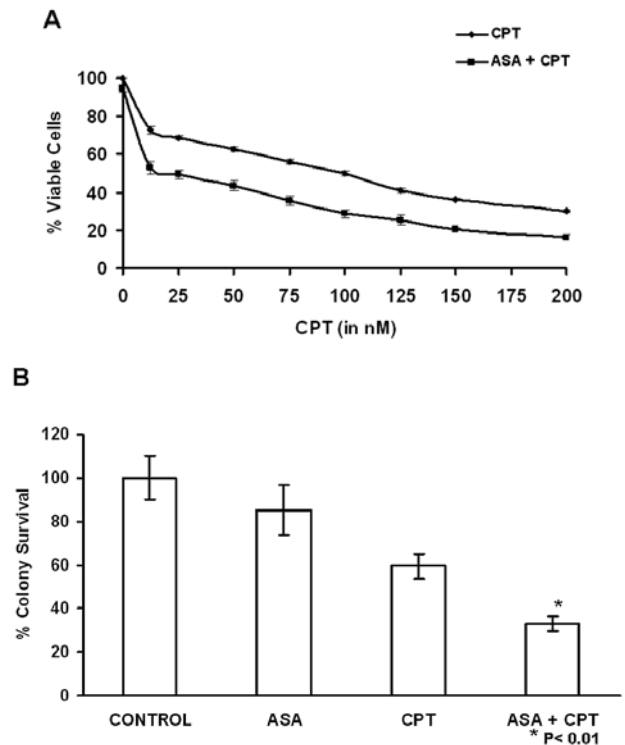 A
CPT
ASA + CPT
100
80
60
40
20
0
% Viable Cells
0 25 50 75 100 125 150 175 200
CPT (in nM)
B
120
100
80
60
40
20
0
% Colony Survival
*
CONTROL ASA CPT ASA + CPT
* P< 0.01